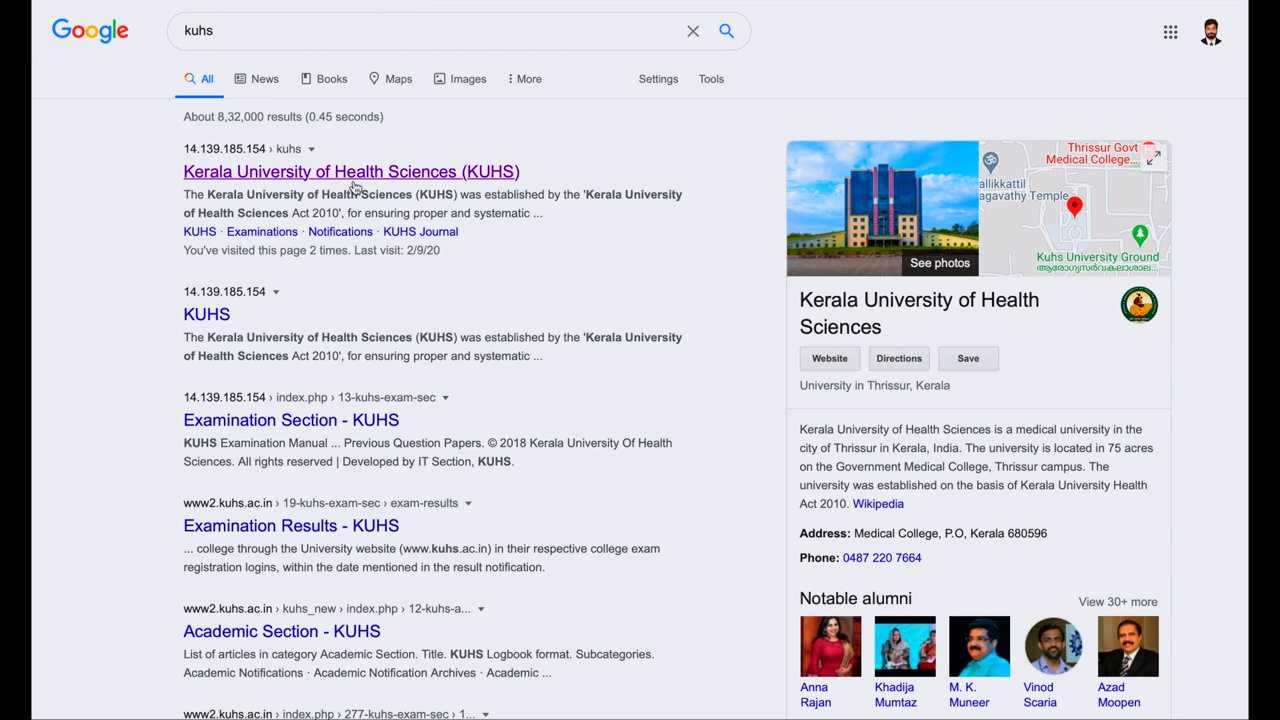 Google
kuhs
All
News
Books
Maps
Images
More
Settings
Tools
About 8,32,000 results (0.45 seconds)
14.139.185.154 › kuhs
Kerala University of Health Sciences (KUHS)
The Kerala University of Health Sciences (KUHS) was established by the 'Kerala University
of Health Sciences Act 2010', for ensuring proper and systematic ...
KUHS · Examinations · Notifications · KUHS Journal
You've visited this page 2 times. Last visit: 2/9/20
14.139.185.154
KUHS
The Kerala University of Health Sciences (KUHS) was established by the 'Kerala University
of Health Sciences Act 2010', for ensuring proper and systematic ...
14.139.185.154 › index.php › 13-kuhs-exam-sec
Examination Section - KUHS
KUHS Examination Manual ... Previous Question Papers. © 2018 Kerala University Of Health
Sciences. All rights reserved | Developed by IT Section, KUHS.
www2.kuhs.ac.in › 19-kuhs-exam-sec › exam-results
Examination Results - KUHS
... college through the University website (www.kuhs.ac.in) in their respective college exam
registration logins, within the date mentioned in the result notification.
www2.kuhs.ac.in › kuhs_new › index.php › 12-kuhs-a...
Academic Section - KUHS
List of articles in category Academic Section. Title. KUHS Logbook format. Subcategories.
Academic Notifications · Academic Notification Archives · Academic ...
www2.kuhs.ac.in › index.php › 277-kuhs-exam-sec › 1...
See photos
Thrissur Govt
Medical College...
allikkattil
agavathy Temple
Kuhs University Ground
ആരോഗ്യസർവകലാശാല...
Kerala University of Health
Sciences
Website
Directions
Save
University in Thrissur, Kerala
Kerala University of Health Sciences is a medical university in the
city of Thrissur in Kerala, India. The university is located in 75 acres
on the Government Medical College, Thrissur campus. The
university was established on the basis of Kerala University Health
Act 2010. Wikipedia
Address: Medical College, P.O, Kerala 680596
Phone: 0487 220 7664
Notable alumni
View 30+ more
Anna
Rajan
Khadija
Mumtaz
M. K.
Muneer
Vinod
Scaria
Azad
Moopen